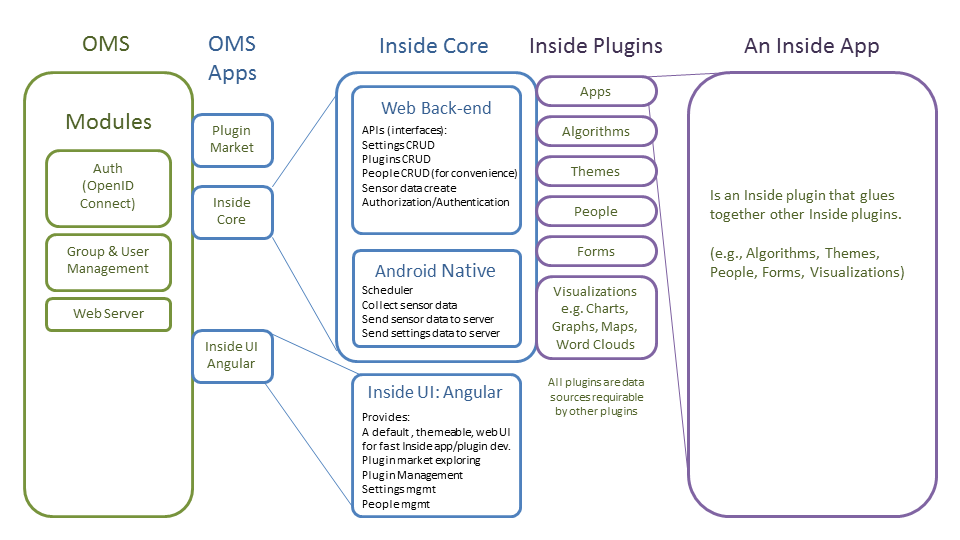 OMS
Modules
Auth
(OpenID
Connect)
Group & User
Management
Web Server
OMS
Apps
Plugin
Market
Inside
Core
Inside UI
Angular
Inside Core
Web Back-end
APIs (interfaces):
Settings CRUD
Plugins CRUD
People CRUD (for convenience)
Sensor data create
Authorization/Authentication
Android Native
Scheduler
Collect sensor data
Send sensor data to server
Send settings data to server
Inside UI: Angular
Provides:
A default, themeable, web UI
for fast Inside app/plugin dev.
Plugin market exploring
Plugin Management
Settings mgmt
People mgmt
Inside Plugins
Apps
Algorithms
Themes
People
Forms
Visualizations
e.g. Charts,
Graphs, Maps,
Word Clouds
All plugins are data
sources requirable
by other plugins
An Inside App
Is an Inside plugin that glues
together other Inside plugins.
(e.g., Algorithms, Themes,
People, Forms, Visualizations)